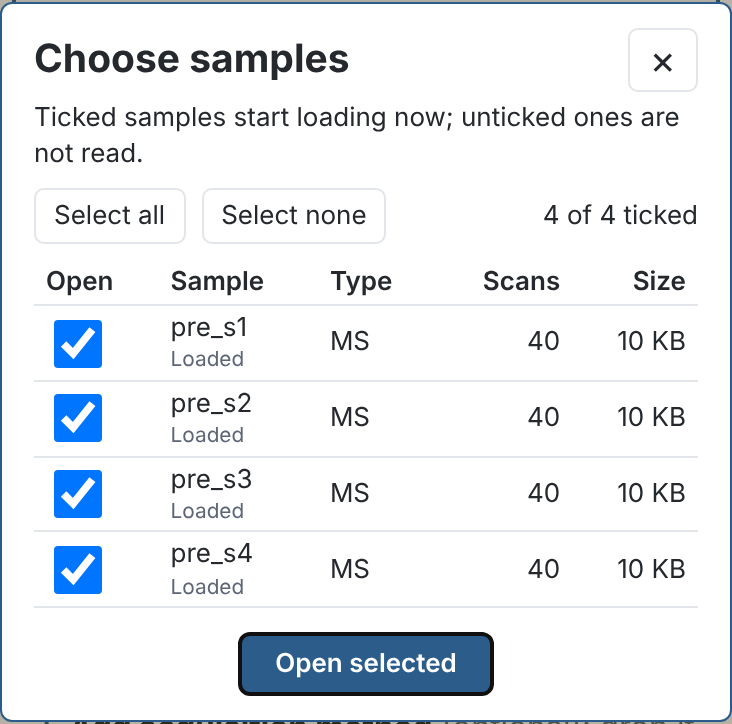 Choose samples
Ticked samples start loading now; unticked ones are
not read.
Select all Select none 4 of 4 ticked
Open Sample Type Scans Size
pre_s1 MS 40 10 KB
Loaded
pre_s2 MS 40 10 KB
Loaded
pre_s3 MS 40 10 KB
Loaded
pre_s4 MS 40 10 KB
Loaded
Open selected